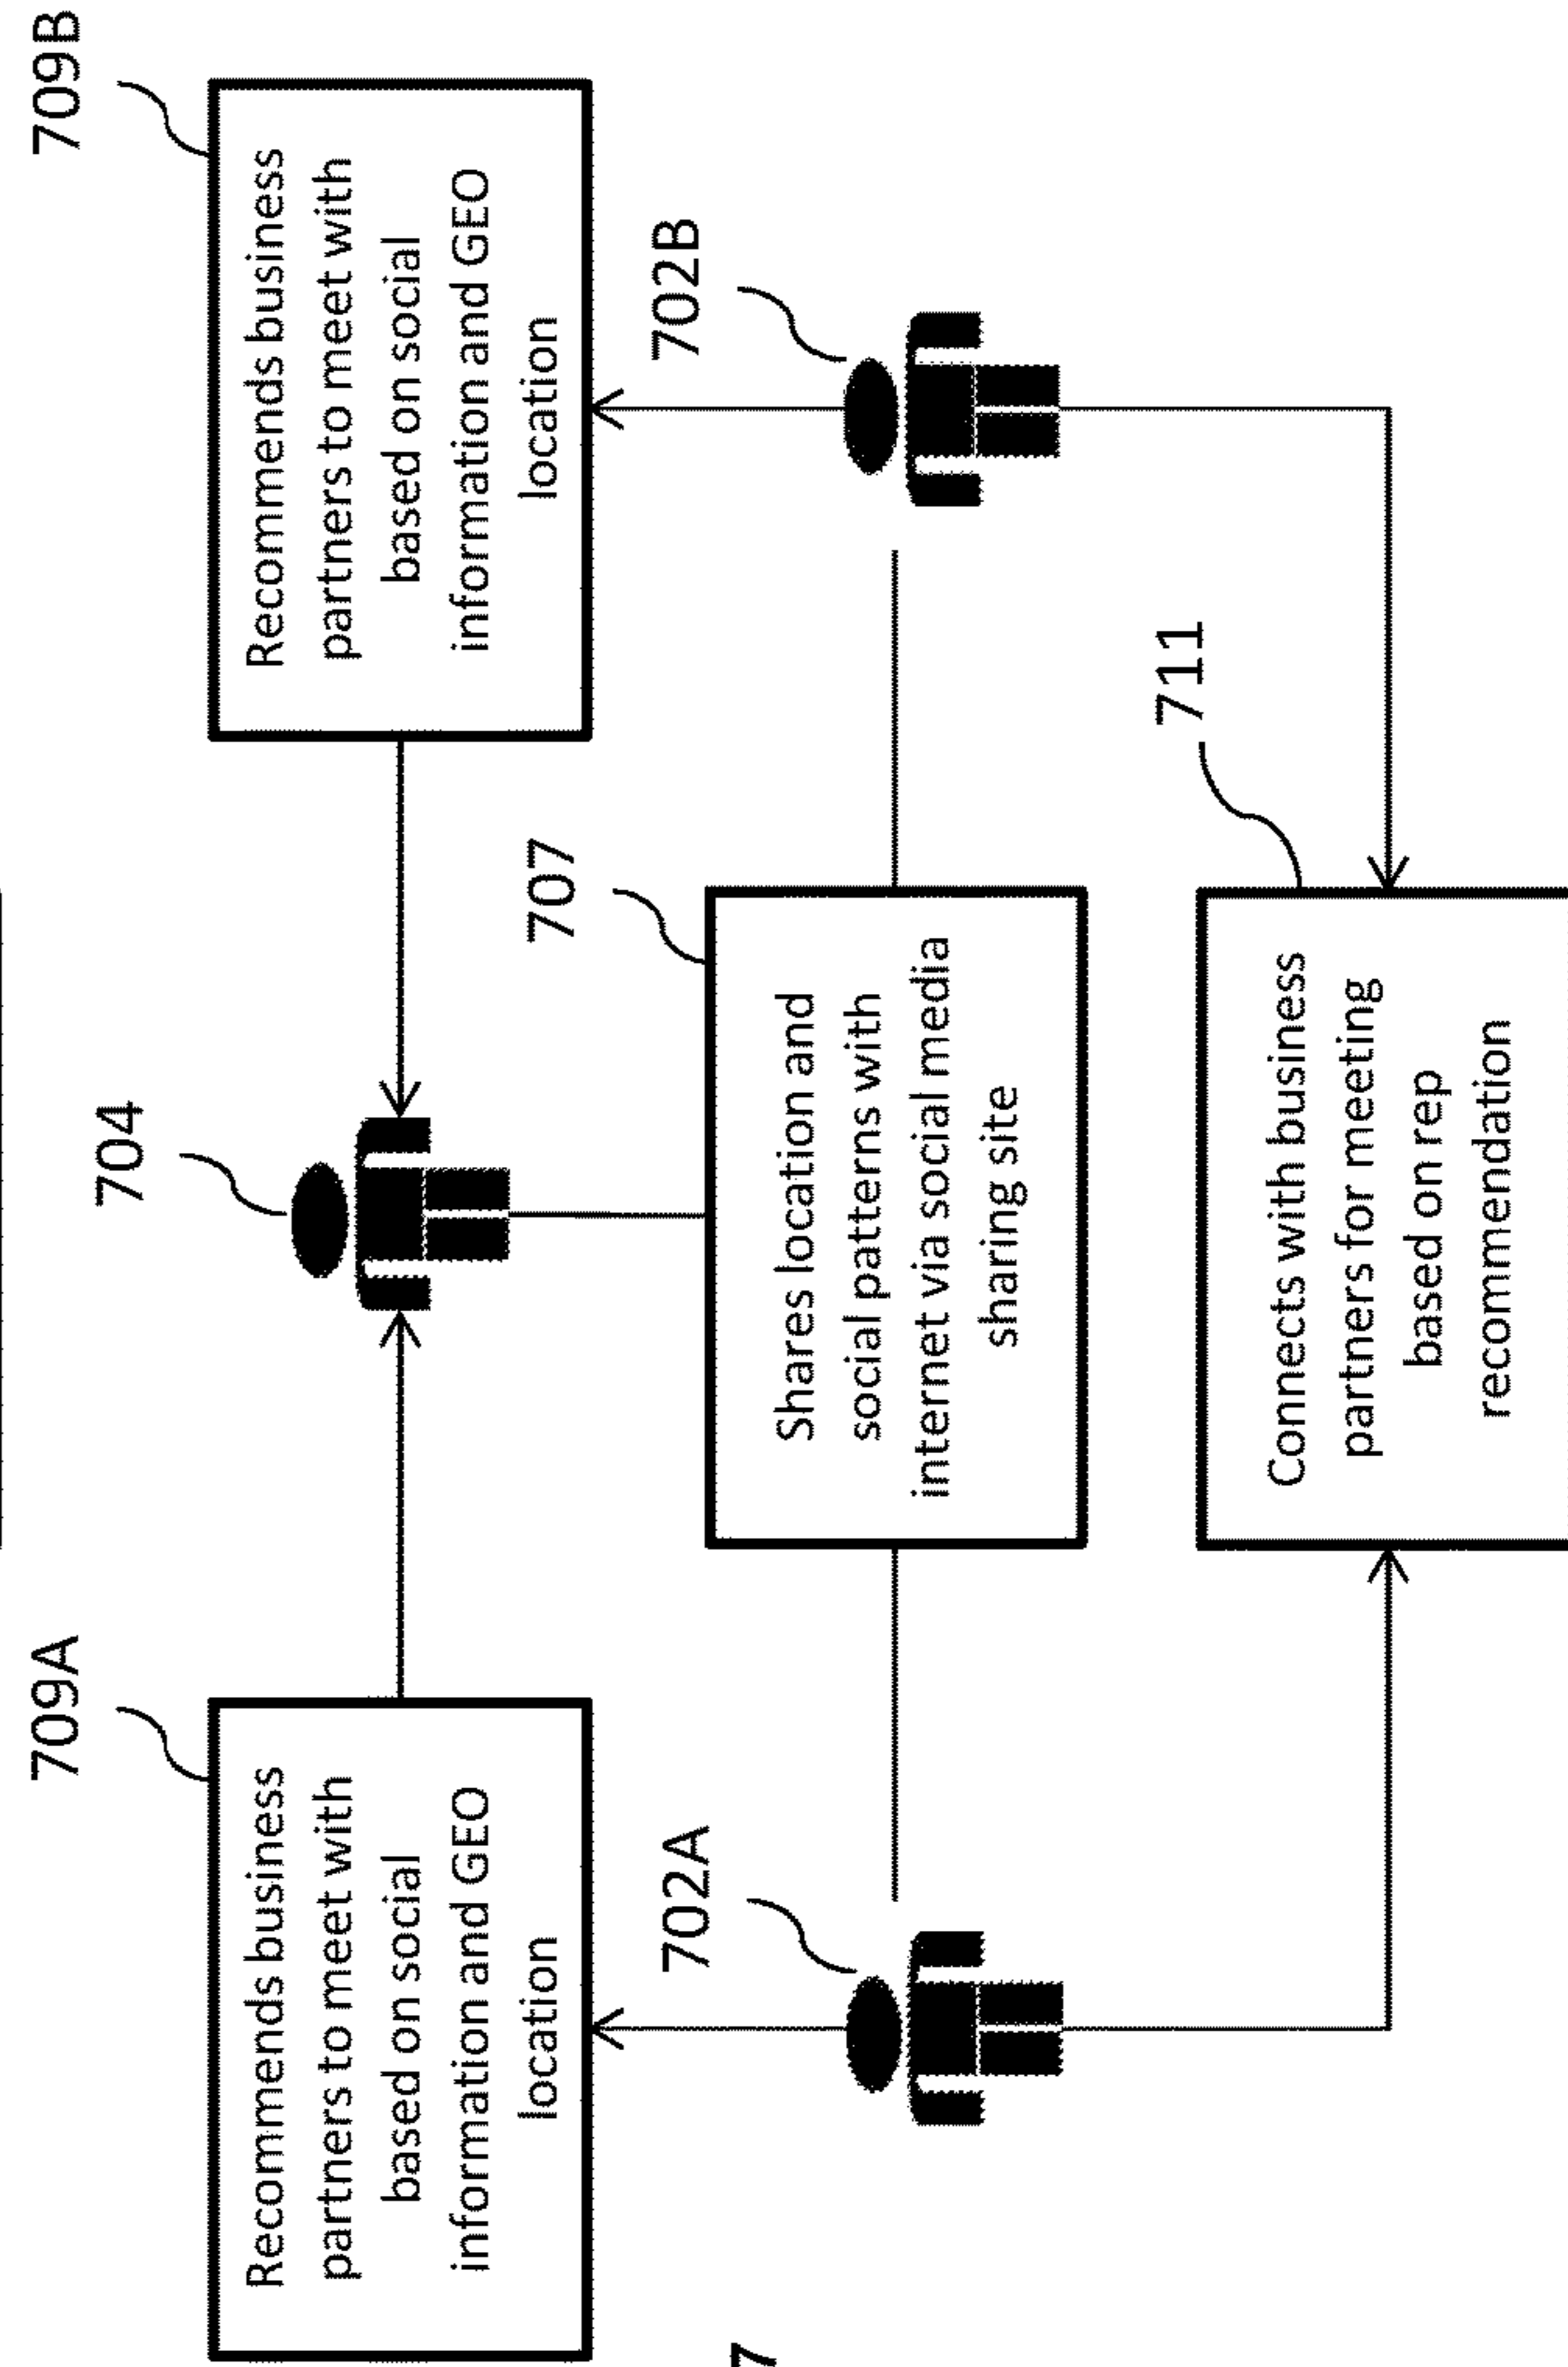 709A
Recommends business
partners to meet with
based on social
information and GEO
location
704
709B
Recommends business
partners to meet with
based on social
information and GEO
location
702A
707
Shares location and
social patterns with
internet via social media
sharing site
702B
7
711
Connects with business
partners for meeting
based on rep
recommendation